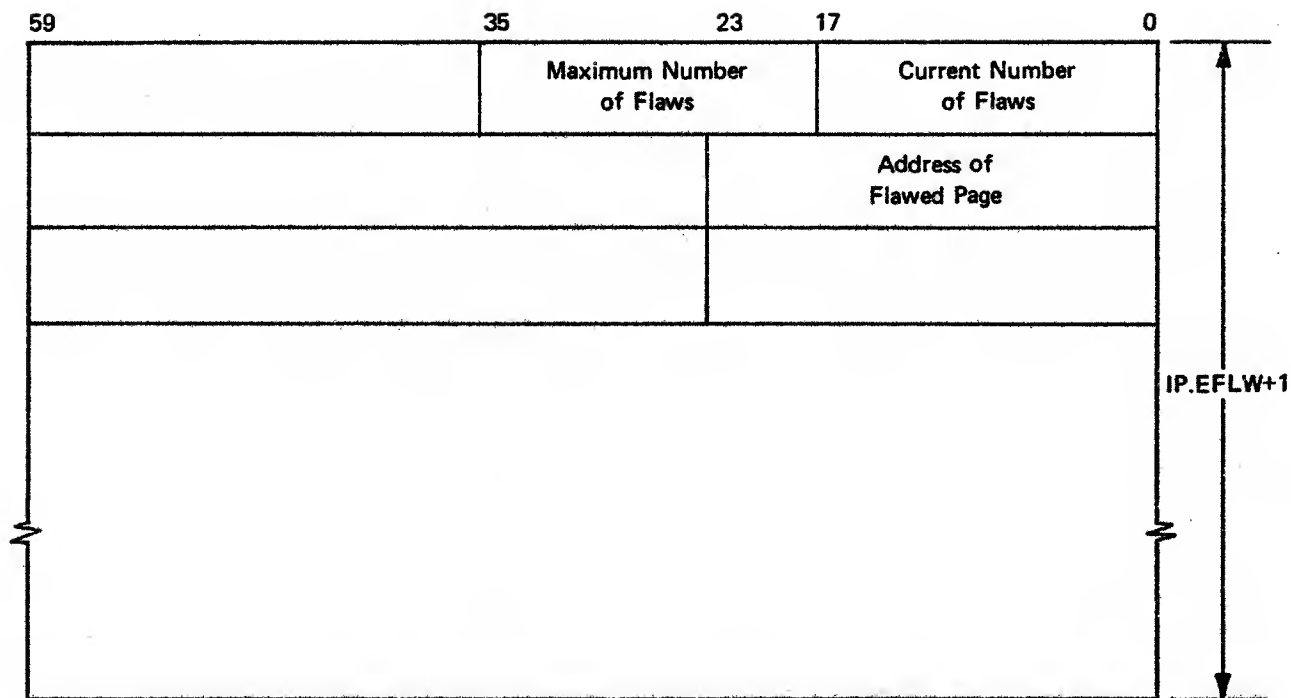 59 35 23 17 0
Maximum Number
of Flaws
Current Number
of Flaws
Address of
Flawed Page
IP.EFLW+1